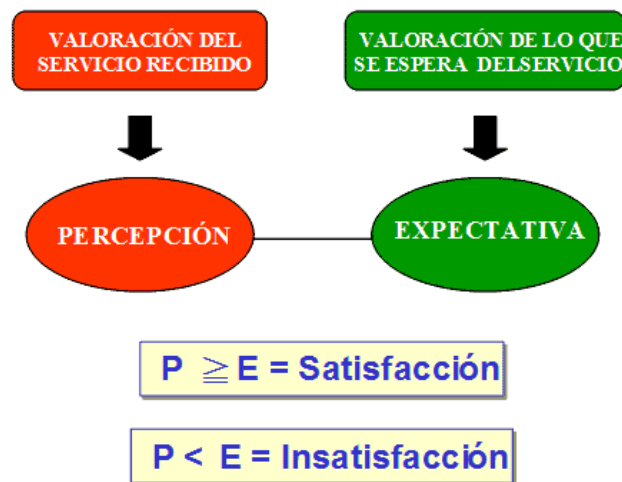 VALORACIÓN DEL
SERVICIO RECIBIDO
VALORACIÓN DE LO QUE
SE ESPERA DELSERVICIO
PERCEPCIÓN
EXPECTATIVA
P ≧ E = Satisfacción
P < E = Insatisfacción